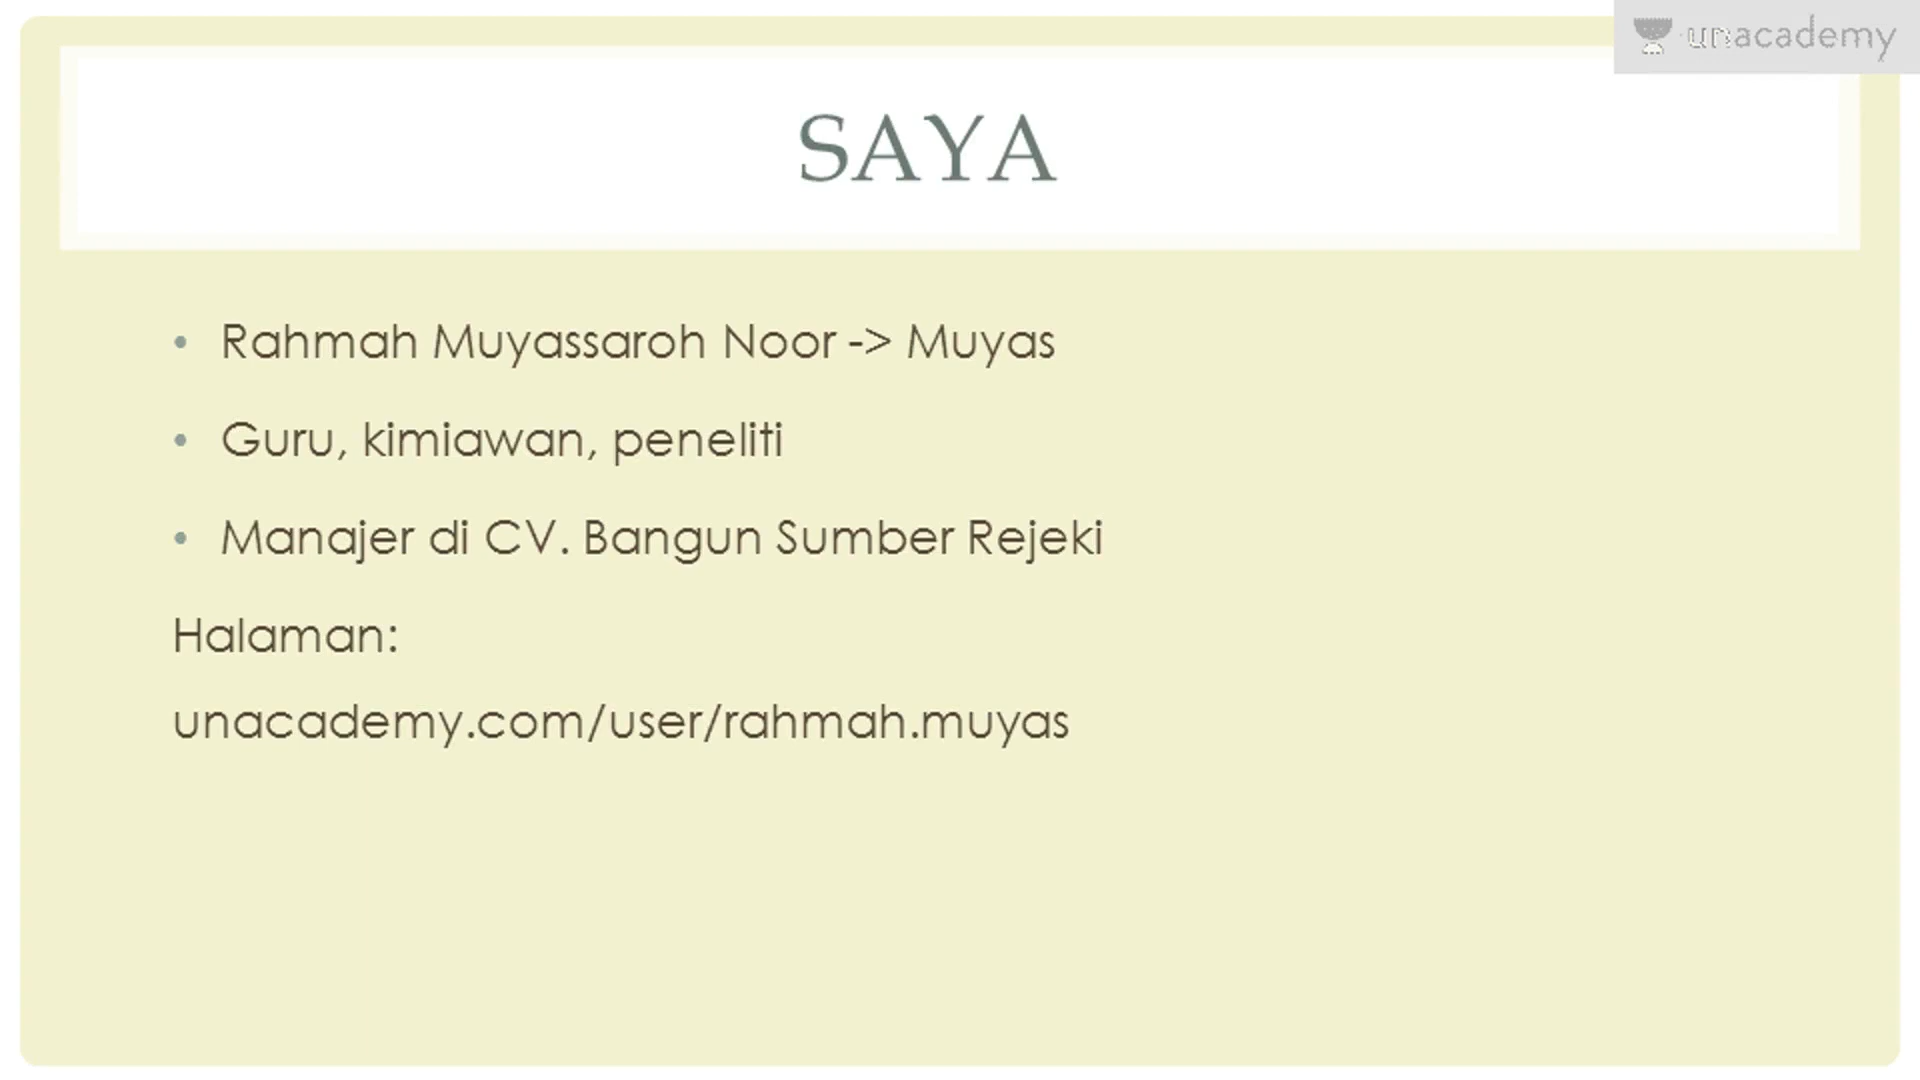 unacademy
SAYA
• Rahmah Muyassaroh Noor -> Muyas
• Guru, kimiawan, peneliti
• Manajer di CV. Bangun Sumber Rejeki
Halaman:
unacademy.com/user/rahmah.muyas